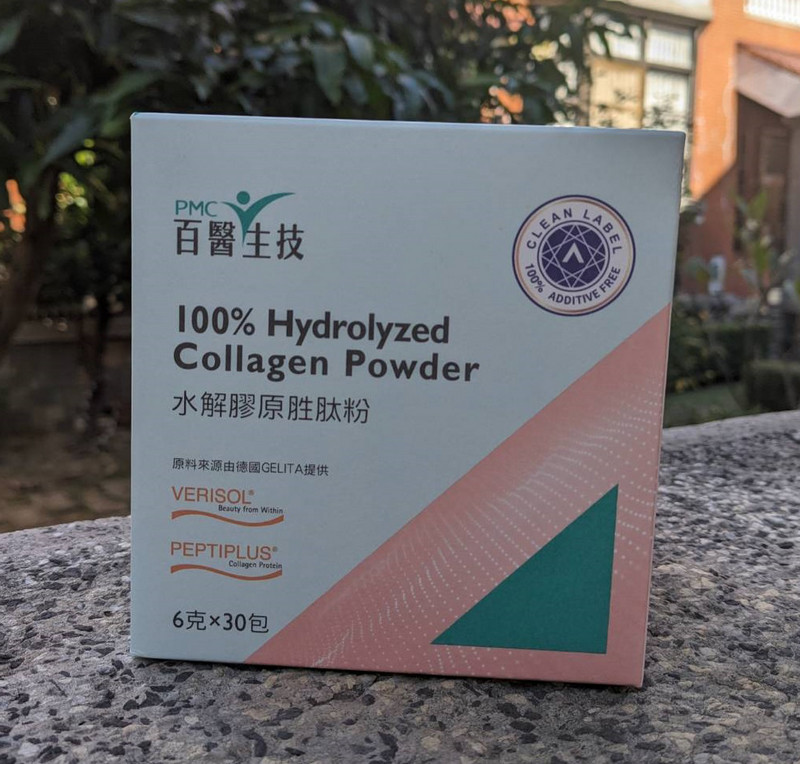 PMC
百醫生技
CLEAN LABEL
100% ADDITIVE FREE
100% Hydrolyzed
Collagen Powder
水解膠原胜肽粉
原料來源由德國GELITA提供
VERISOL®
Beauty from Within
PEPTIPLUS®
Collagen Protein
6克×30包